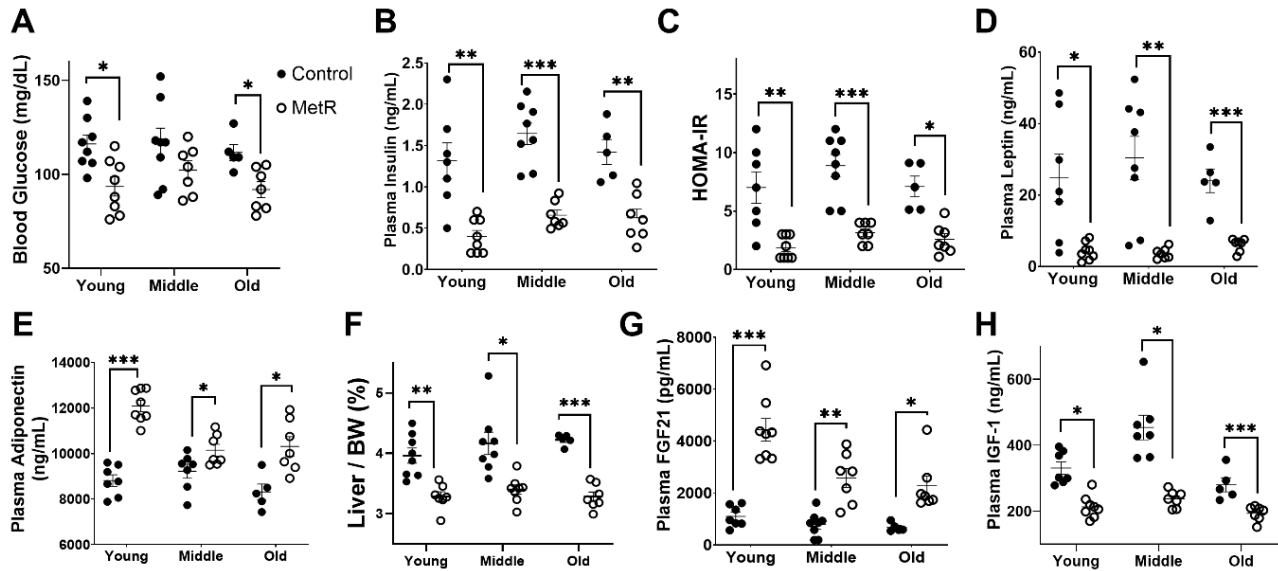 A
Blood Glucose (mg/dL)
150
100
50
*
*
Young
Middle
Old
Control
MetR
B
Plasma Insulin (ng/mL)
2.5
2.0
1.5
1.0
0.5
0.0
**
***
**
Young
Middle
Old
C
HOMA-IR
15
10
5
0
**
***
*
Young
Middle
Old
D
Plasma Leptin (ng/mL)
60
40
20
0
*
**
***
Young
Middle
Old
E
Plasma Adiponectin
(ng/mL)
14000
12000
10000
8000
6000
***
*
*
Young
Middle
Old
F
Liver / BW (%)
5
4
3
**
*
***
Young
Middle
Old
G
Plasma FGF21 (pg/mL)
8000
6000
4000
2000
0
***
**
*
Young
Middle
Old
H
Plasma IGF-1 (ng/mL)
600
400
200
*
*
***
Young
Middle
Old